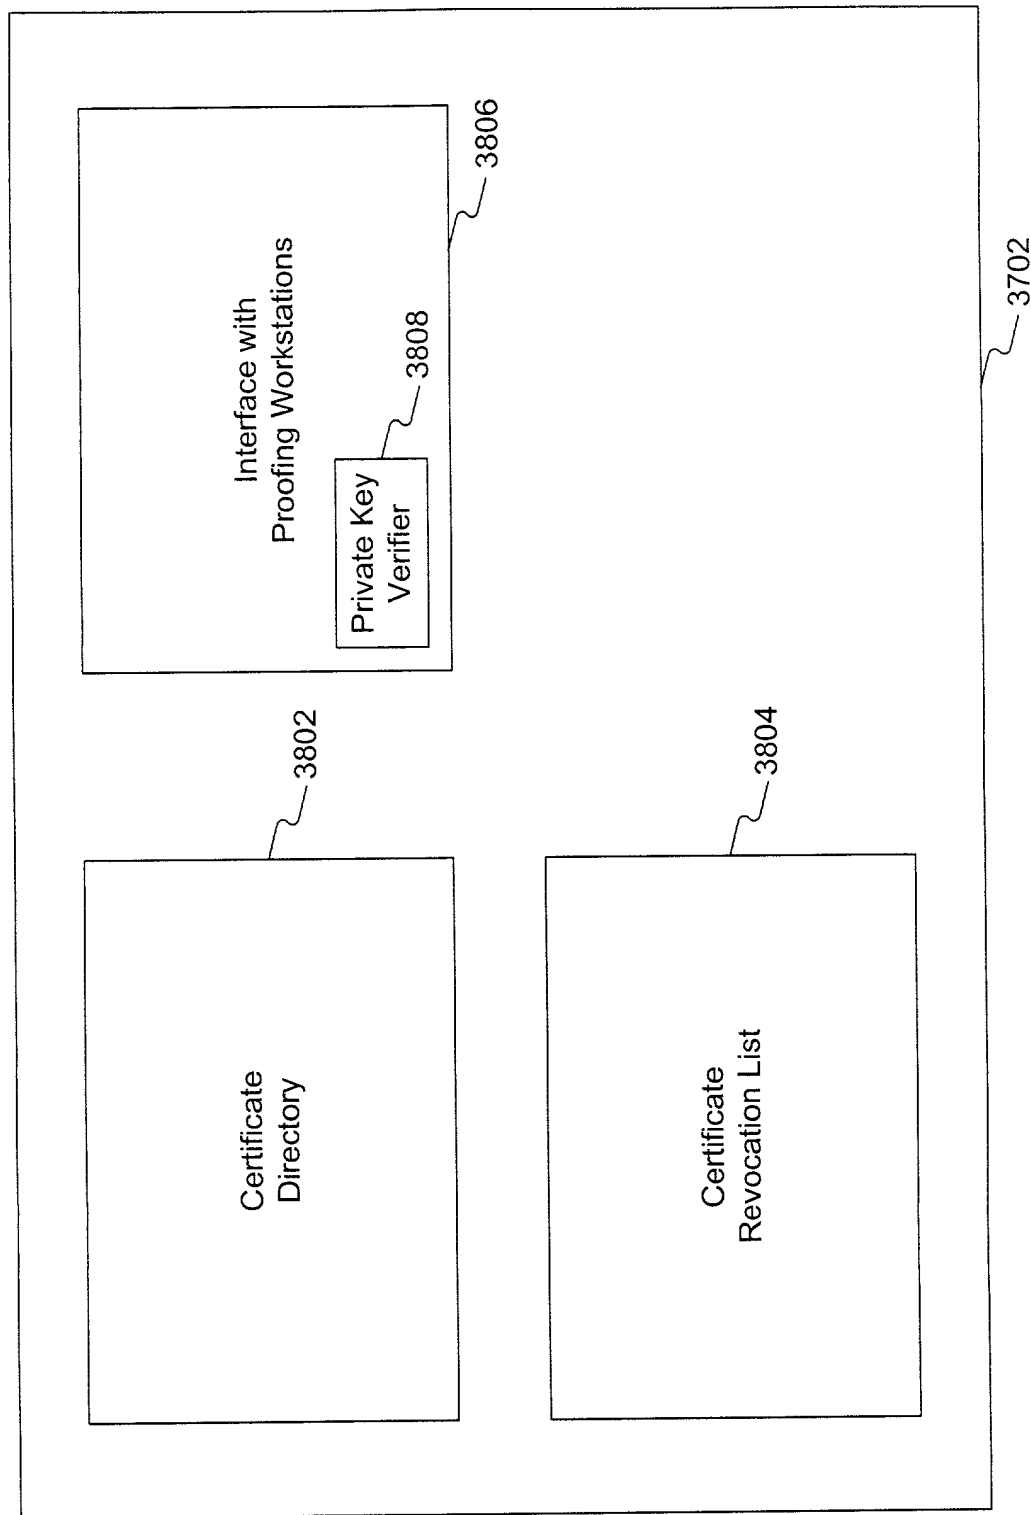 Certificate
Directory
3802
Interface with
Proofing Workstations
Private Key
Verifier
3808
3806
Certificate
Revocation List
3804
3702